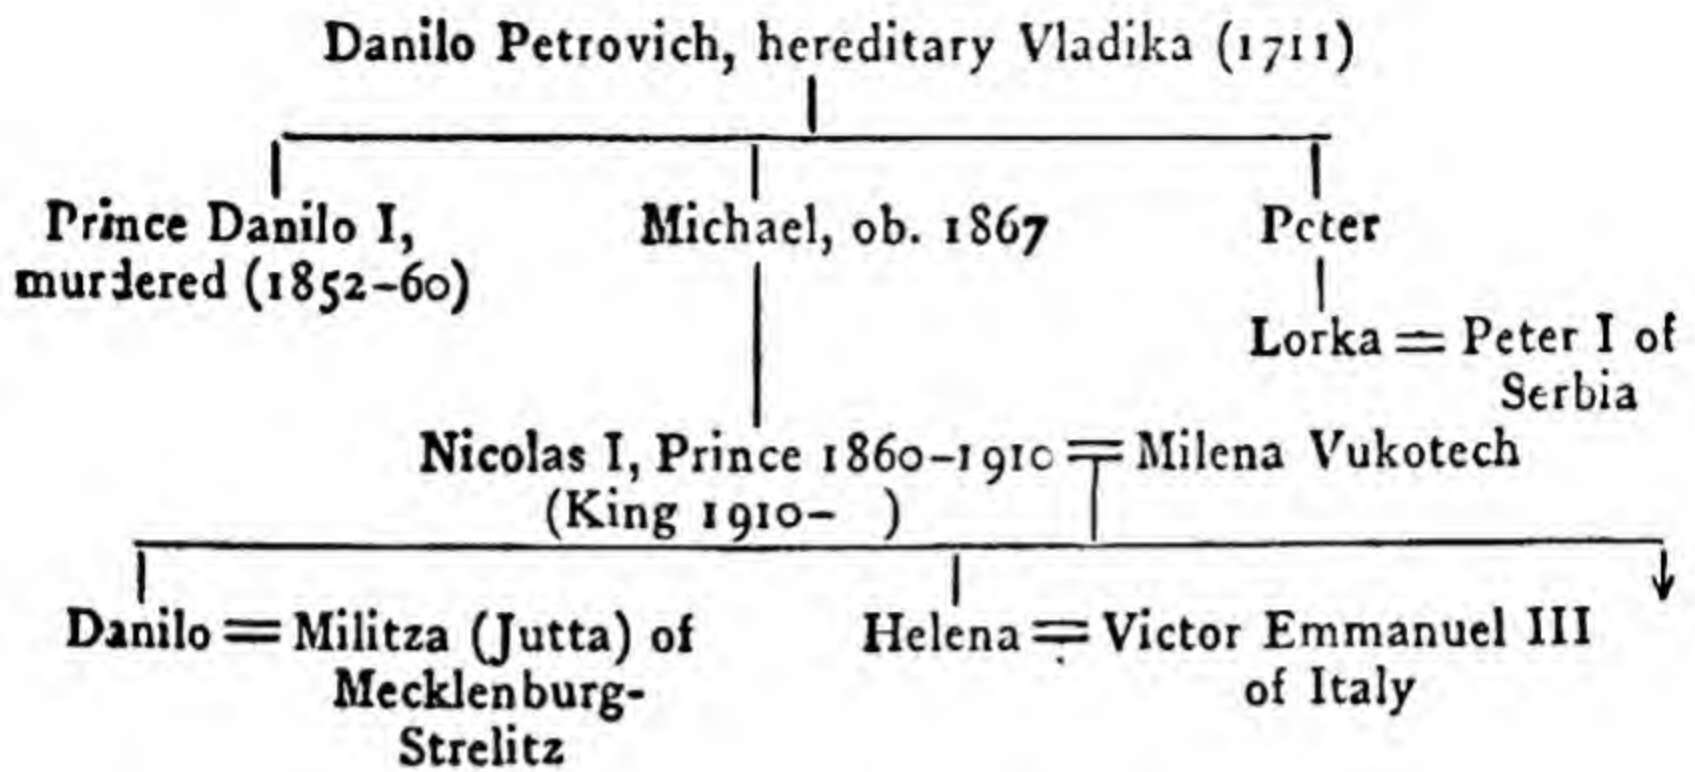 Danilo Petrovich, hereditary Vladika (1711)
Prince Danilo I,
murdered (1852–60)
Michael, ob. 1867
Peter
Lorka = Peter I of
Serbia
Nicolas I, Prince 1860–1910 = Milena Vukotech
(King 1910– )
Danilo = Militza (Jutta) of
Mecklenburg-
Strelitz
Helena = Victor Emmanuel III
of Italy